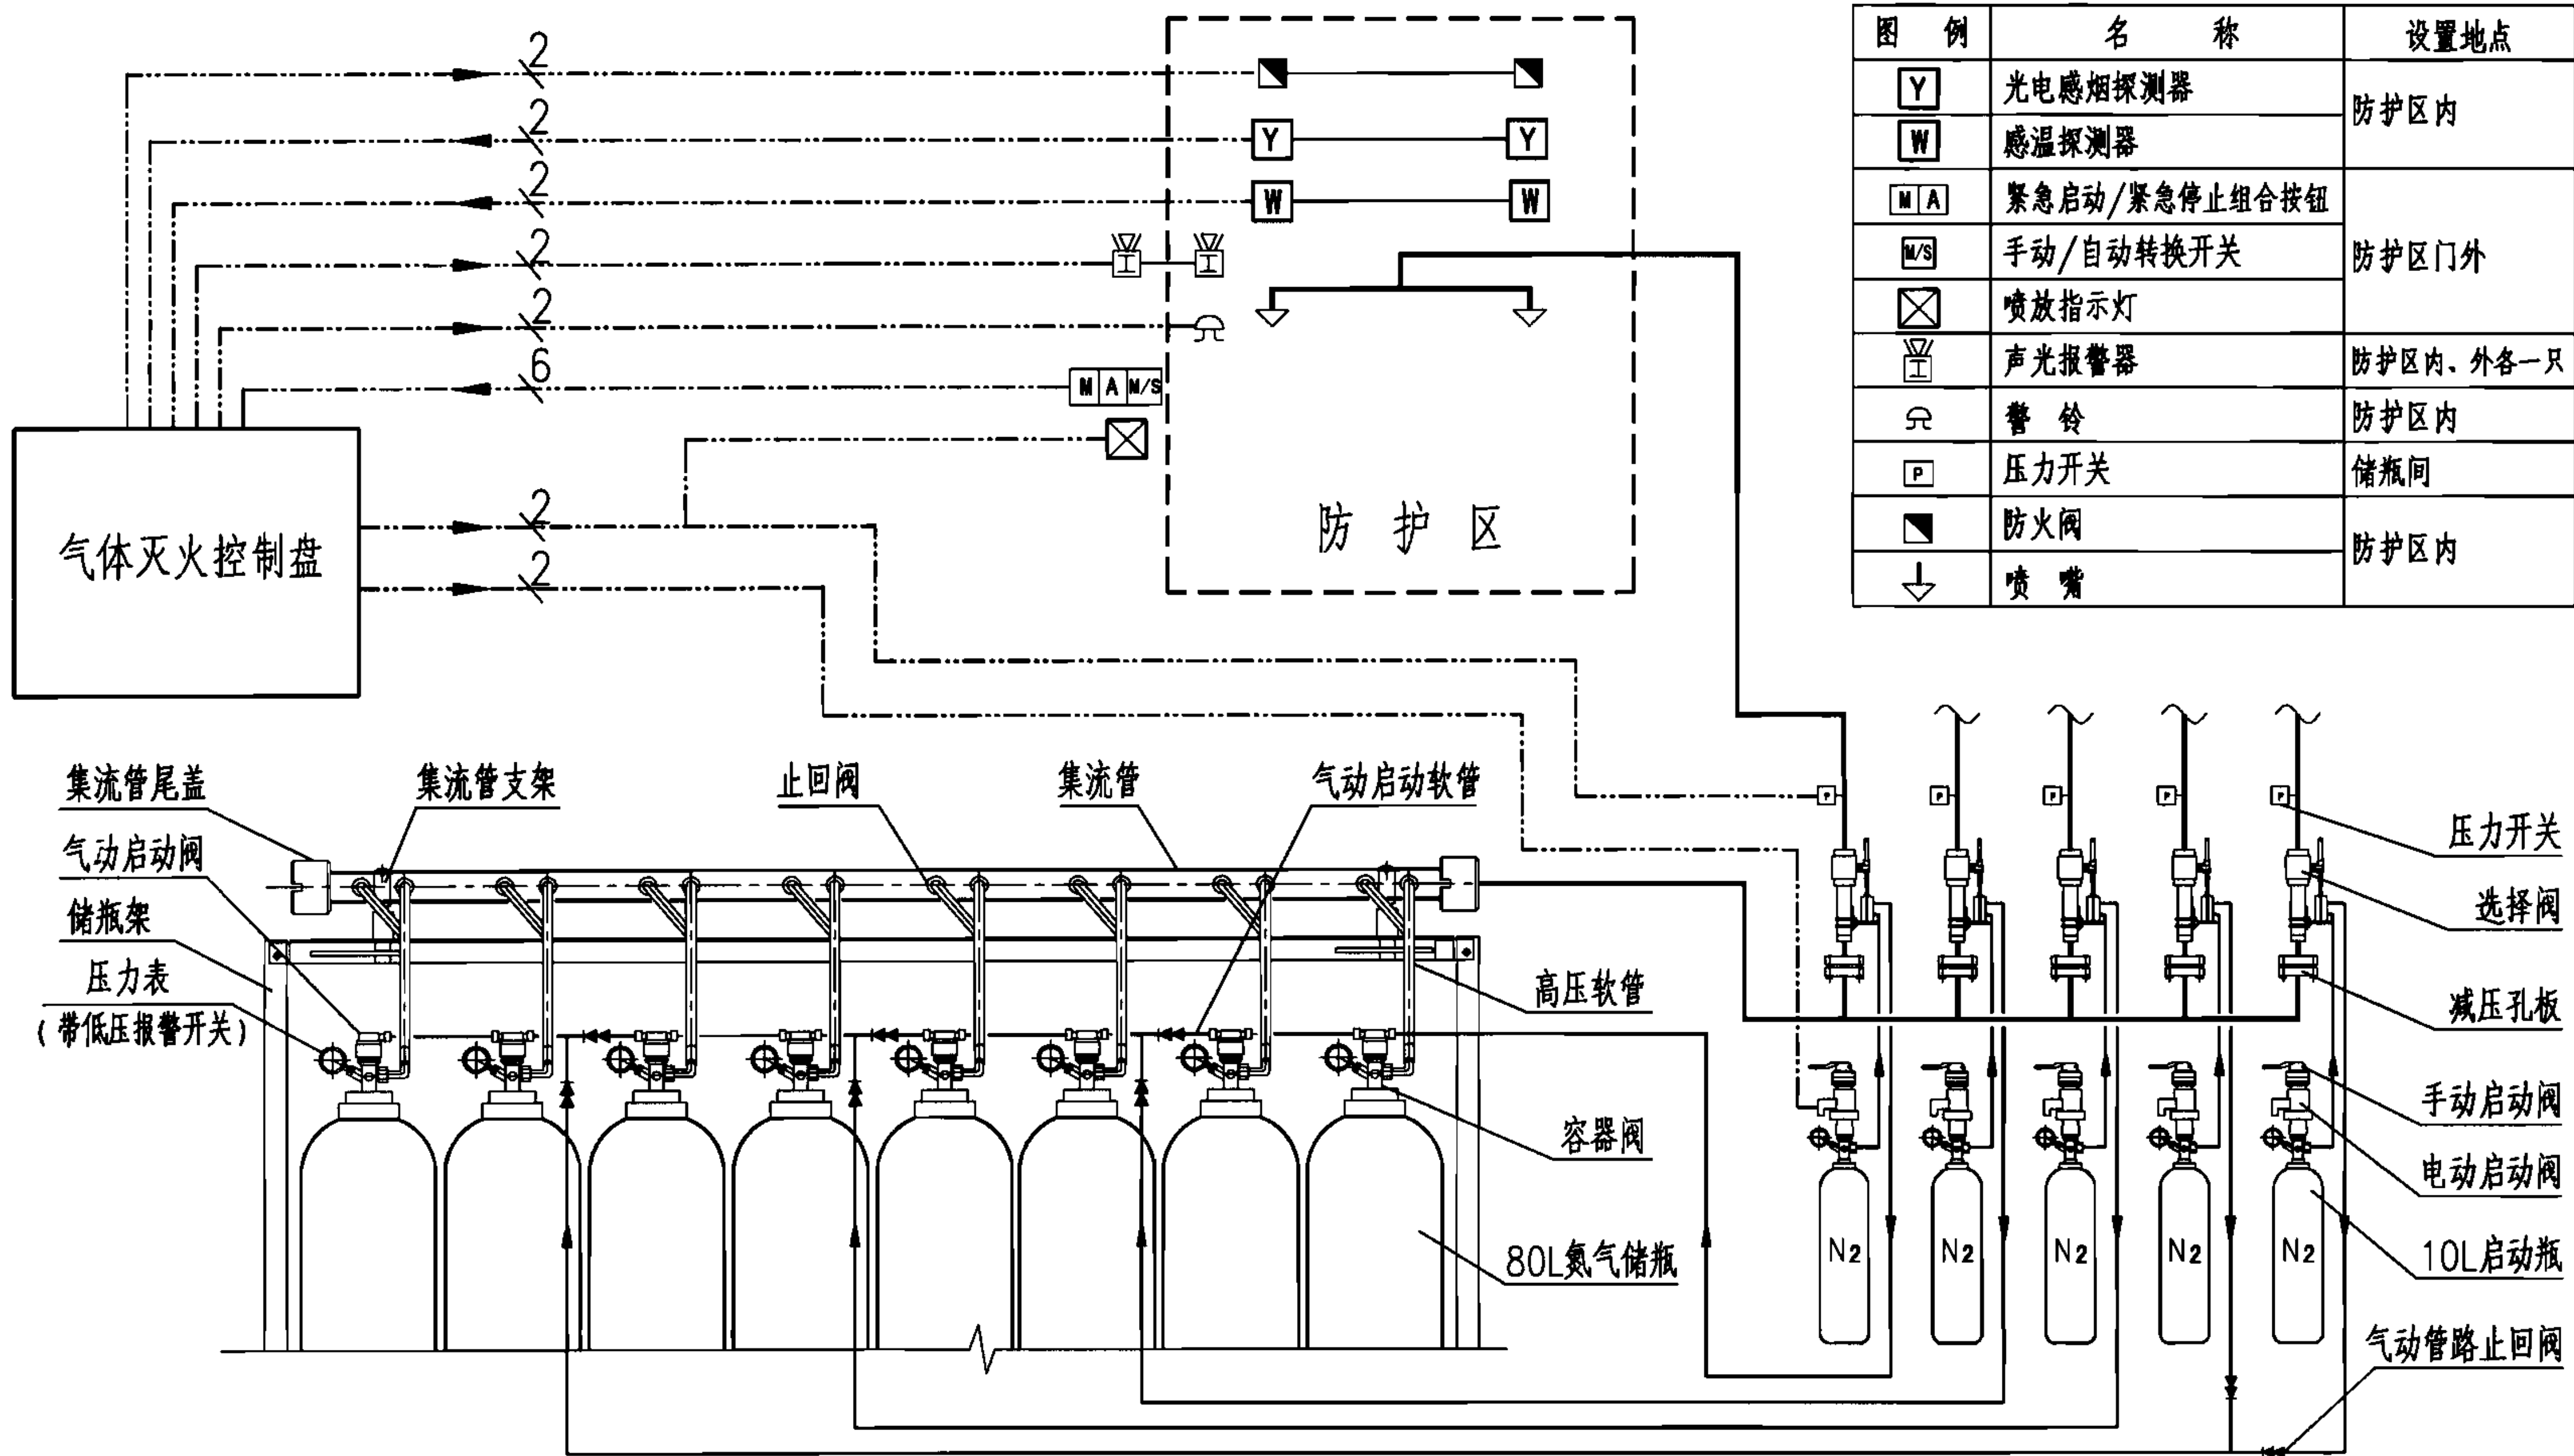 2
2
2
2
2
6
2
2
Y
Y
W
W
M A M/S
气体灭火控制盘
防 护 区
图 例
名 称
设置地点
Y
光电感烟探测器
防护区内
W
感温探测器
M A
紧急启动/紧急停止组合按钮
M/S
手动/自动转换开关
防护区门外
喷放指示灯
声光报警器
防护区内、外各一只
警 铃
防护区内
P
压力开关
储瓶间
防火阀
防护区内
喷 嘴
集流管尾盖
集流管支架
止回阀
集流管
气动启动软管
P
P
P
P
P
压力开关
气动启动阀
储瓶架
选择阀
压力表
(带低压报警开关)
高压软管
减压孔板
容器阀
手动启动阀
电动启动阀
80L氮气储瓶
N2
N2
N2
N2
N2
10L启动瓶
气动管路止回阀